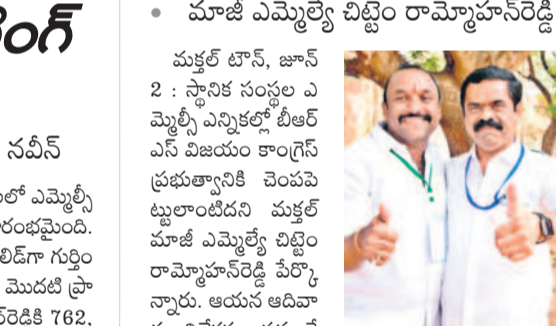 ంగ్
నవీన్
లో ఎమ్మెల్సీ
రంభమైంది.
లిడ్‌గా గుర్తిం
మొదటి ప్రా
రెడ్డికి 762,
• మాజీ ఎమ్మెల్యే చిట్టెం రామ్మోహన్‌రెడ్డి
మక్తల్ టౌన్, జూన్
2 : స్థానిక సంస్థల ఎ
మ్మెల్సీ ఎన్నికల్లో బీఆర్
ఎస్ విజయం కాంగ్రెస్
ప్రభుత్వానికి చెంపపె
ట్టులాంటిదని మక్తల్
మాజీ ఎమ్మెల్యే చిట్టెం
రామ్మోహన్‌రెడ్డి పేర్కొ
న్నారు. ఆయన ఆదివా